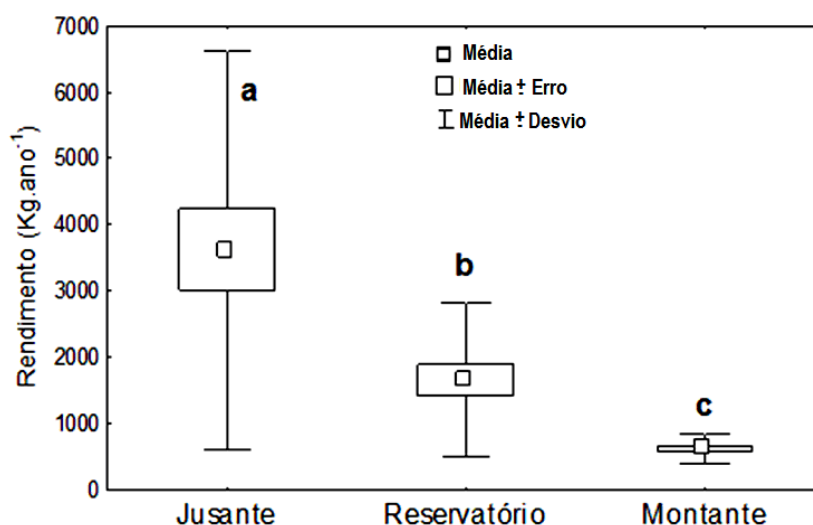 Rendimento (Kg.ano⁻¹)
7000
6000
5000
4000
3000
2000
1000
0
Média
Média ± Erro
Média ± Desvio
a
b
c
Jusante
Reservatório
Montante